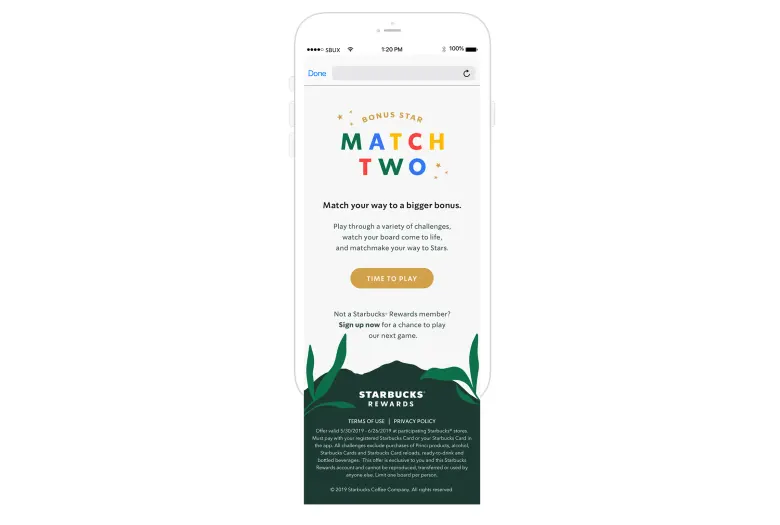 SBUX 1:20 PM 100%
Done
BONUS STAR
MATCH
TWO
Match your way to a bigger bonus.
Play through a variety of challenges,
watch your board come to life,
and matchmake your way to Stars.
TIME TO PLAY
Not a Starbucks® Rewards member?
Sign up now for a chance to play
our next game.
STARBUCKS®
REWARDS
TERMS OF USE | PRIVACY POLICY
Offer valid 5/30/2019 - 6/26/2019 at participating Starbucks® stores.
Must pay with your registered Starbucks Card or your Starbucks Card in
the app. All challenges exclude purchases of Princi products, alcohol,
Starbucks Cards and Starbucks Card reloads, ready-to-drink and
bottled beverages. This offer is exclusive to you and this Starbucks
Rewards account and cannot be reproduced, transferred or used by
anyone else. Limit one board per person.
© 2019 Starbucks Coffee Company. All rights reserved.